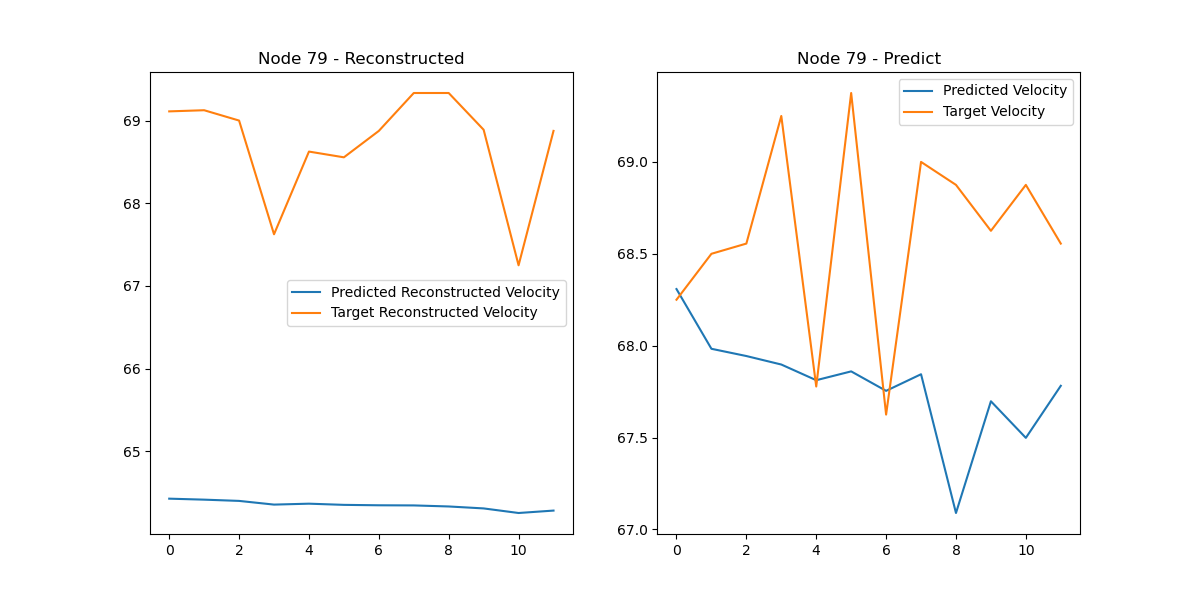 Node 79 - Reconstructed
69
68
67
66
65
0 2 4 6 8 10
Predicted Reconstructed Velocity
Target Reconstructed Velocity
Node 79 - Predict
69.0
68.5
68.0
67.5
67.0
0 2 4 6 8 10
Predicted Velocity
Target Velocity